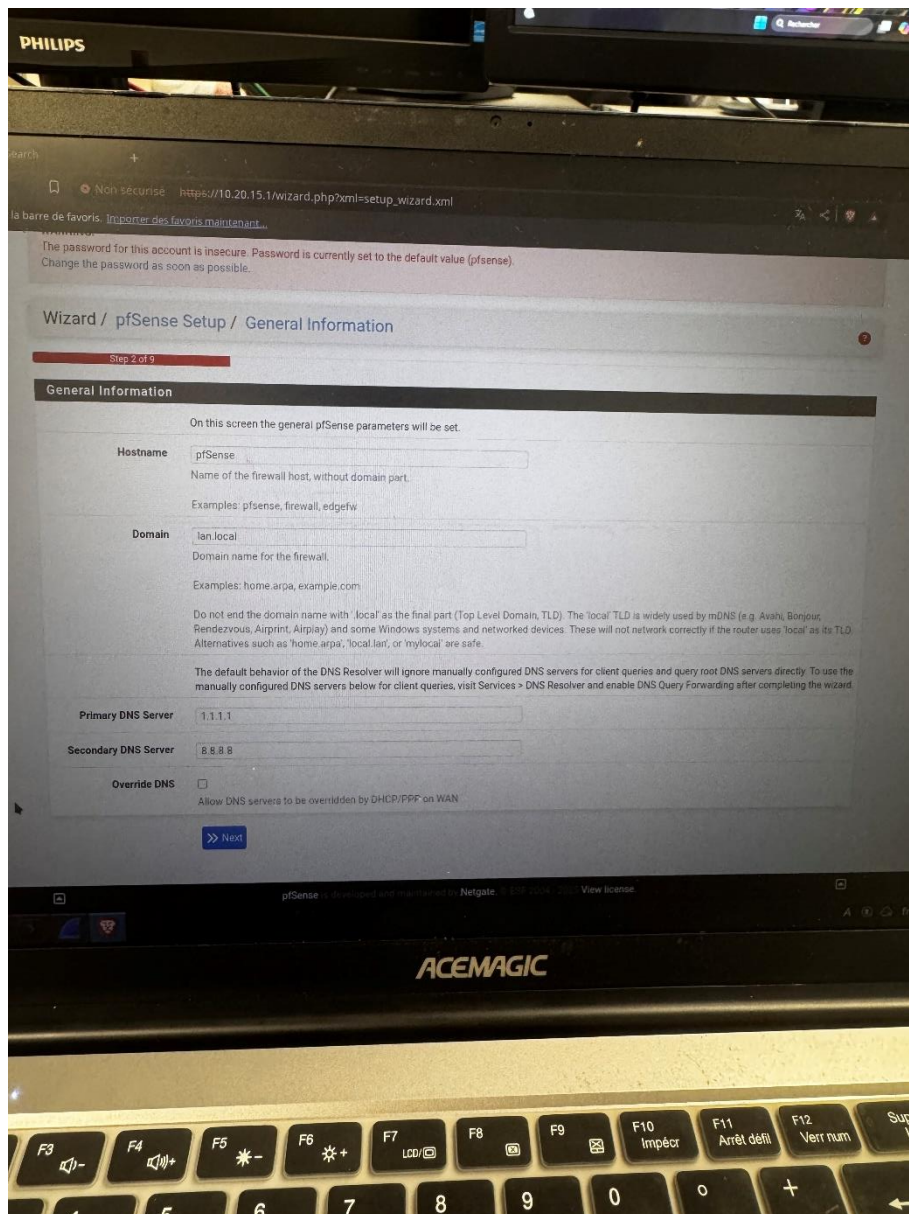 PHILIPS
Rechercher
earch
+
Non sécurisé https://10.20.15.1/wizard.php?xml=setup_wizard.xml
la barre de favoris. Importer des favoris maintenant...
WARNING:
The password for this account is insecure. Password is currently set to the default value (pfsense).
Change the password as soon as possible.
Wizard / pfSense Setup / General Information
?
Step 2 of 9
General Information
On this screen the general pfSense parameters will be set.
Hostname
pfSense
Name of the firewall host, without domain part.
Examples: pfsense, firewall, edgefw
Domain
lan.local
Domain name for the firewall.
Examples: home.arpa, example.com
Do not end the domain name with '.local' as the final part (Top Level Domain, TLD). The 'local' TLD is widely used by mDNS (e.g. Avahi, Bonjour,
Rendezvous, Airprint, Airplay) and some Windows systems and networked devices. These will not network correctly if the router uses 'local' as its TLD.
Alternatives such as 'home.arpa', 'local.lan', or 'mylocal' are safe.
The default behavior of the DNS Resolver will ignore manually configured DNS servers for client queries and query root DNS servers directly. To use the
manually configured DNS servers below for client queries, visit Services > DNS Resolver and enable DNS Query Forwarding after completing the wizard.
Primary DNS Server
1.1.1.1
Secondary DNS Server
8.8.8.8
Override DNS
Allow DNS servers to be overridden by DHCP/PPP on WAN
>> Next
pfSense is developed and maintained by Netgate. © ESF 2004 - View license.
A
ACEMAGIC
F3
F4
F5
F6
F7 LCD/
F8
F9
F10 Impécr
F11 Arrêt défil
F12 Verr num
Sup
6
7
8
9
0
o
+